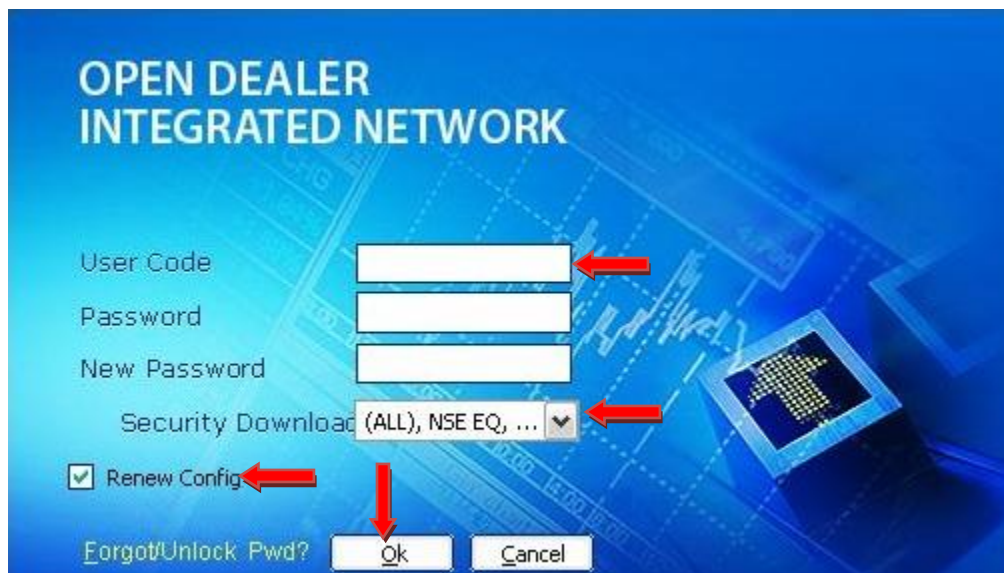 OPEN DEALER
INTEGRATED NETWORK
User Code
Password
New Password
Security Download (ALL), NSE EQ, ...
Renew Config
Forgot/Unlock Pwd? Ok Cancel